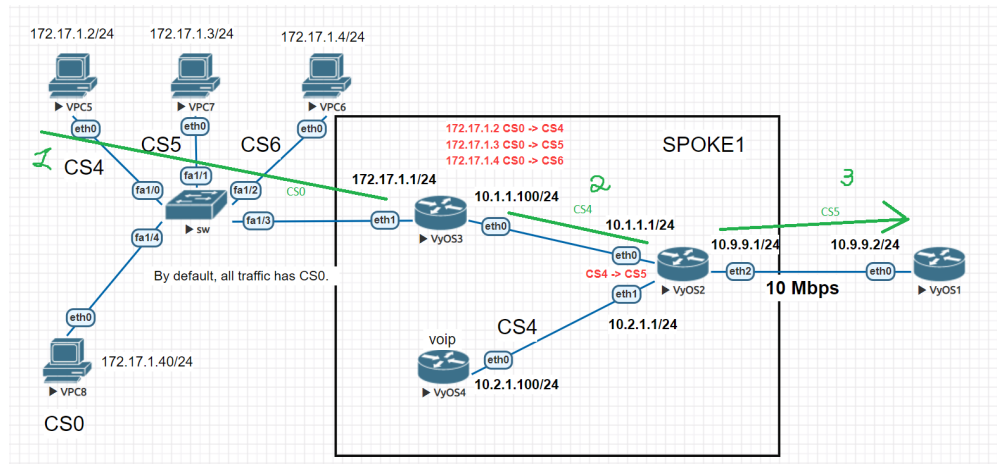 172.17.1.2/24
172.17.1.3/24
172.17.1.4/24
VPC5
VPC7
VPC6
eth0
eth0
eth0
1
CS4
CS5
CS6
172.17.1.2 CS0 -> CS4
172.17.1.3 CS0 -> CS5
172.17.1.4 CS0 -> CS6
SPOKE1
fa1/0
fa1/1
fa1/2
CS0
172.17.1.1/24
2
3
10.1.1.100/24
CS4
CS5
sw
fa1/3
eth1
VyOS3
eth0
10.1.1.1/24
10.9.9.1/24
10.9.9.2/24
fa1/4
By default, all traffic has CS0.
eth0
CS4 -> CS5
VyOS2
eth2
10 Mbps
eth0
VyOS1
eth1
10.2.1.1/24
eth0
172.17.1.40/24
VPC8
CS0
CS4
voip
eth0
10.2.1.100/24
VyOS4